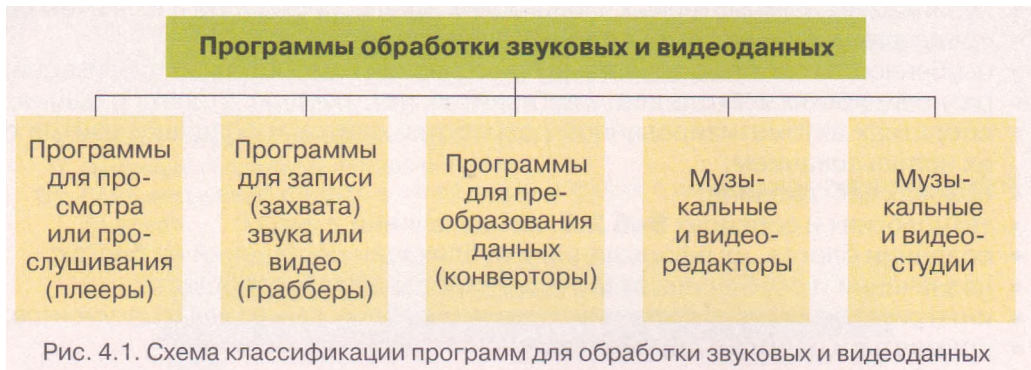 Программы обработки звуковых и видеоданных
Программы
для про-
смотра
или про-
слушивания
(плееры)
Программы
для записи
(захвата)
звука или
видео
(грабберы)
Программы
для пре-
образования
данных
(конверторы)
Музы-
кальные
и видео-
редакторы
Музы-
кальные
и видео-
студии
Рис. 4.1. Схема классификации программ для обработки звуковых и видеоданных